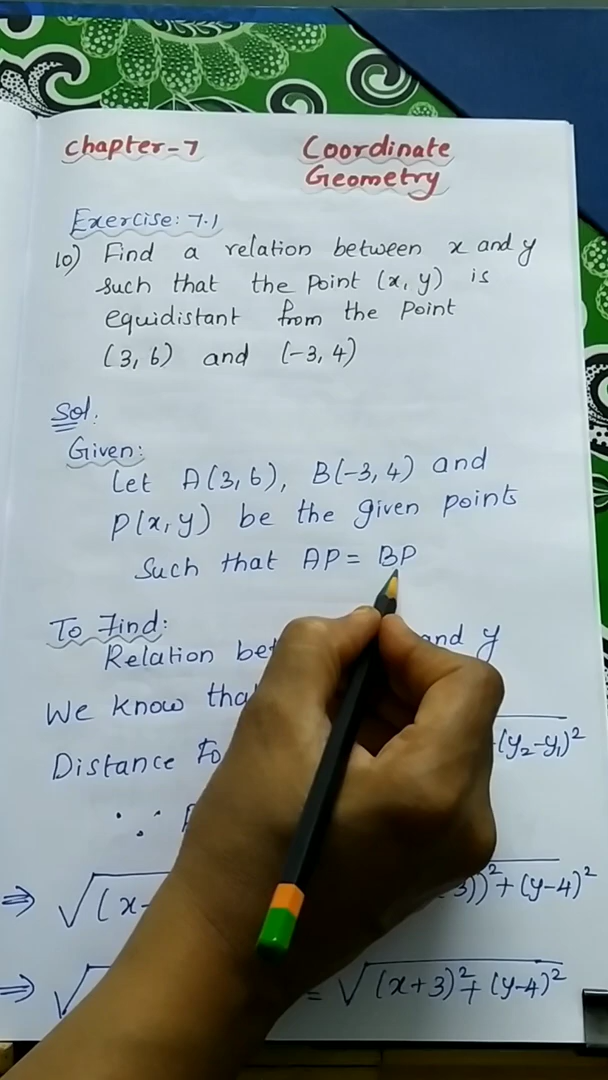 Chapter-7 Coordinate
Geometry
Exercise: 7.1
10) Find a relation between x and y
such that the point (x, y) is
equidistant from the point
(3, 6) and (-3, 4)
Sol.
Given:
Let A(3, 6), B(-3, 4) and
P(x, y) be the given points
Such that AP = BP
To Find:
Relation and y
We know
Distance (y₂-y₁)²
∵
⇒ √(x- 3))²+(y-4)²
⇒ √ = √(x+3)²+(y-4)²